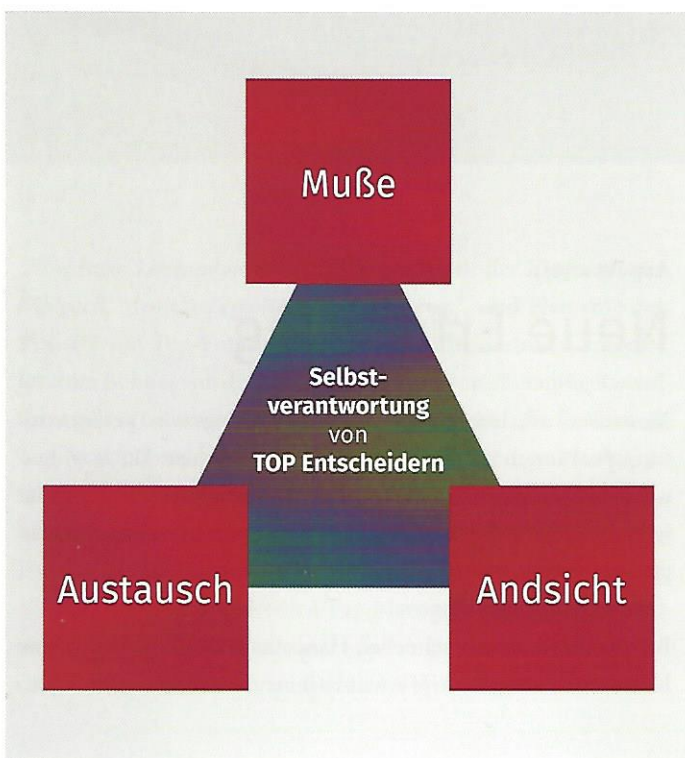 Muße
Selbst-
verantwortung
von
TOP Entscheidern
Austausch
Andsicht